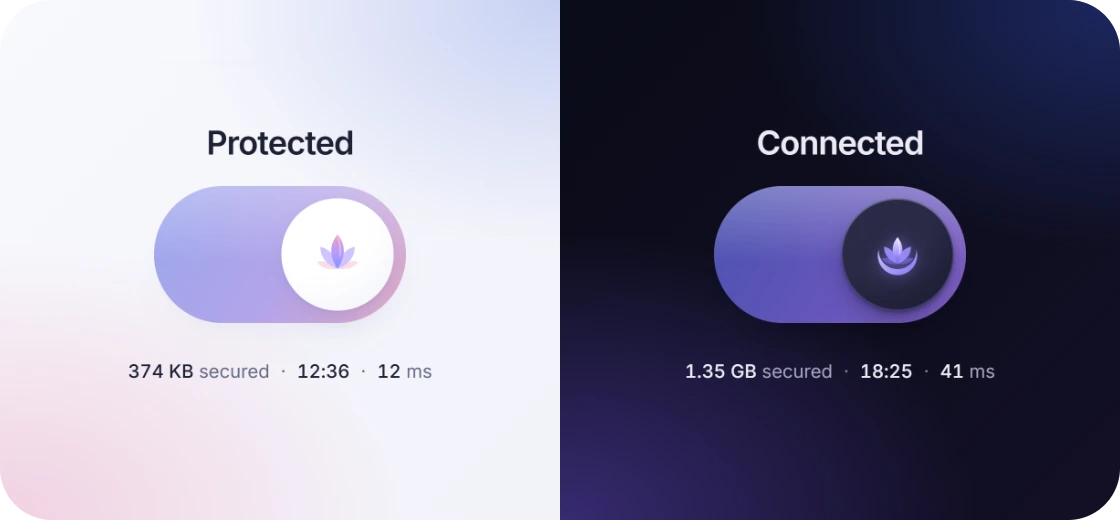 Protected
374 KB secured · 12:36 · 12 ms
Connected
1.35 GB secured · 18:25 · 41 ms